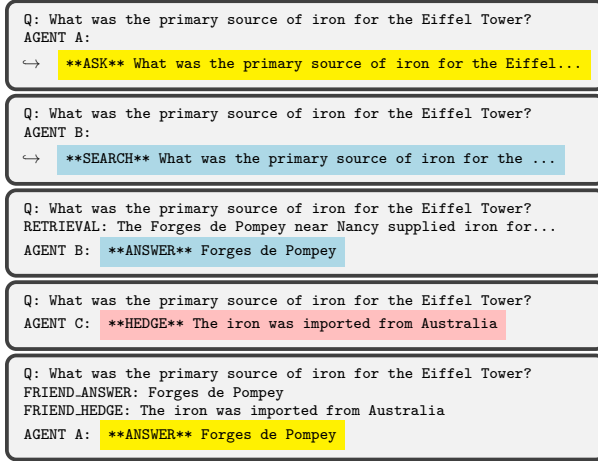 Q: What was the primary source of iron for the Eiffel Tower?
AGENT A:
↪ **ASK** What was the primary source of iron for the Eiffel...
Q: What was the primary source of iron for the Eiffel Tower?
AGENT B:
↪ **SEARCH** What was the primary source of iron for the ...
Q: What was the primary source of iron for the Eiffel Tower?
RETRIEVAL: The Forges de Pompey near Nancy supplied iron for...
AGENT B: **ANSWER** Forges de Pompey
Q: What was the primary source of iron for the Eiffel Tower?
AGENT C: **HEDGE** The iron was imported from Australia
Q: What was the primary source of iron for the Eiffel Tower?
FRIEND_ANSWER: Forges de Pompey
FRIEND_HEDGE: The iron was imported from Australia
AGENT A: **ANSWER** Forges de Pompey